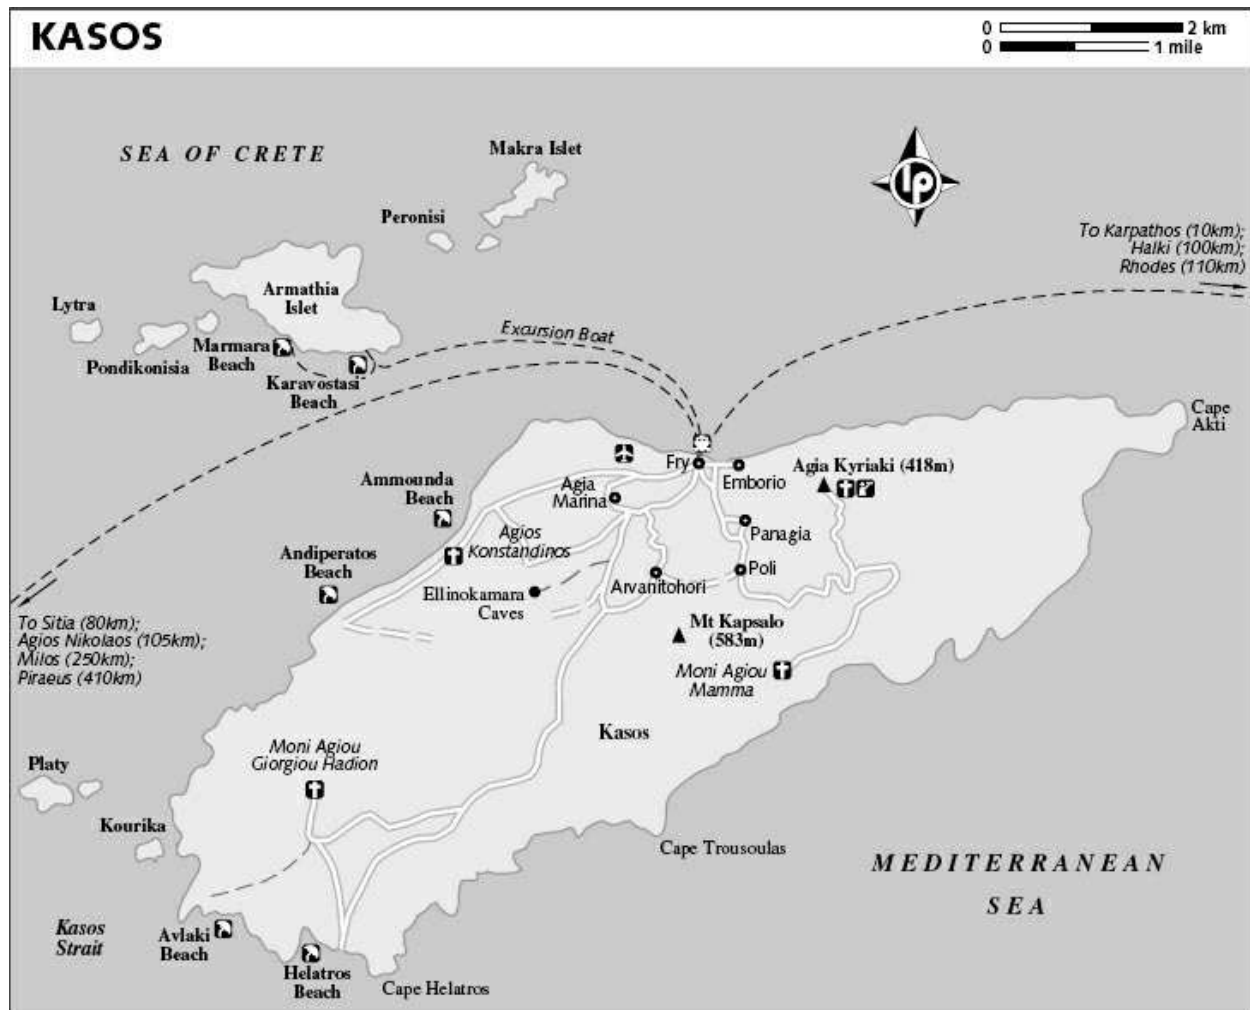 KASOS
0 2 km
0 1 mile
SEA OF CRETE
Makra Islet
Peronisi
lp
To Karpathos (10km);
Halki (100km);
Rhodes (110km)
Armathia
Islet
Lytra
Excursion Boat
Marmara
Beach
Pondikonisia
Karavostasi
Beach
Cape
Akti
Fry
Emborio
Agia Kyriaki (418m)
Ammounda
Beach
Agia
Marina
Agios
Konstandinos
Panagia
Andiperatos
Beach
Poli
Arvanitohori
Ellinokamara
Caves
To Sitia (80km);
Agios Nikolaos (105km);
Milos (250km);
Piraeus (410km)
Mt Kapsalo
(583m)
Moni Agiou
Mamma
Kasos
Moni Agiou
Giorgiou Hadion
Platy
Kourika
Cape Trousoulas
MEDITERRANEAN
SEA
Kasos
Strait
Avlaki
Beach
Helatros
Beach
Cape Helatros